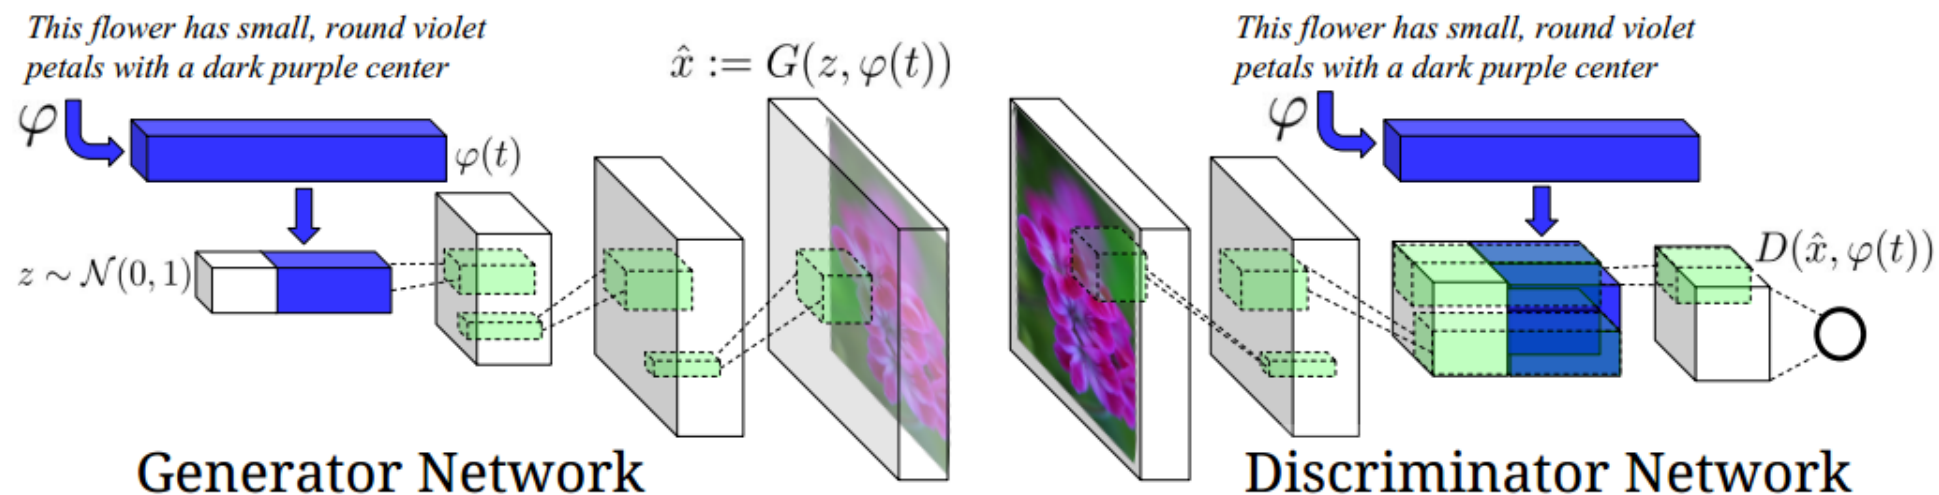 This flower has small, round violet
petals with a dark purple center
φ
φ(t)
z ∼ N(0, 1)
x̂ := G(z, φ(t))
Generator Network
This flower has small, round violet
petals with a dark purple center
φ
D(x̂, φ(t))
Discriminator Network